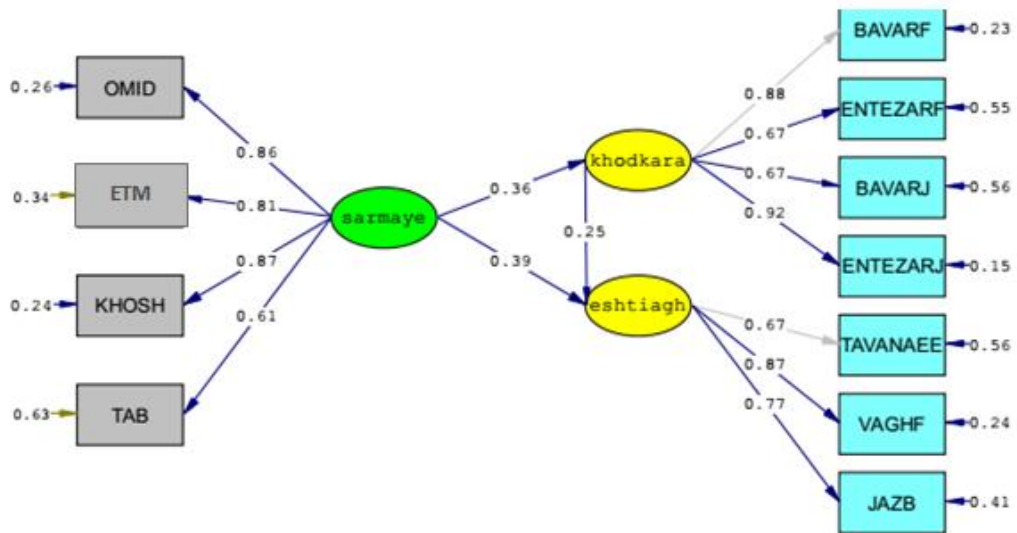 0.26
OMID
0.34
ETM
0.24
KHOSH
0.63
TAB
0.86
0.81
0.87
0.61
sarmaye
0.36
0.39
khodkara
0.25
eshtiagh
0.88
0.67
0.67
0.92
0.67
0.87
0.77
BAVARF
0.23
ENTEZARF
0.55
BAVARJ
0.56
ENTEZARJ
0.15
TAVANAEE
0.56
VAGHF
0.24
JAZB
0.41